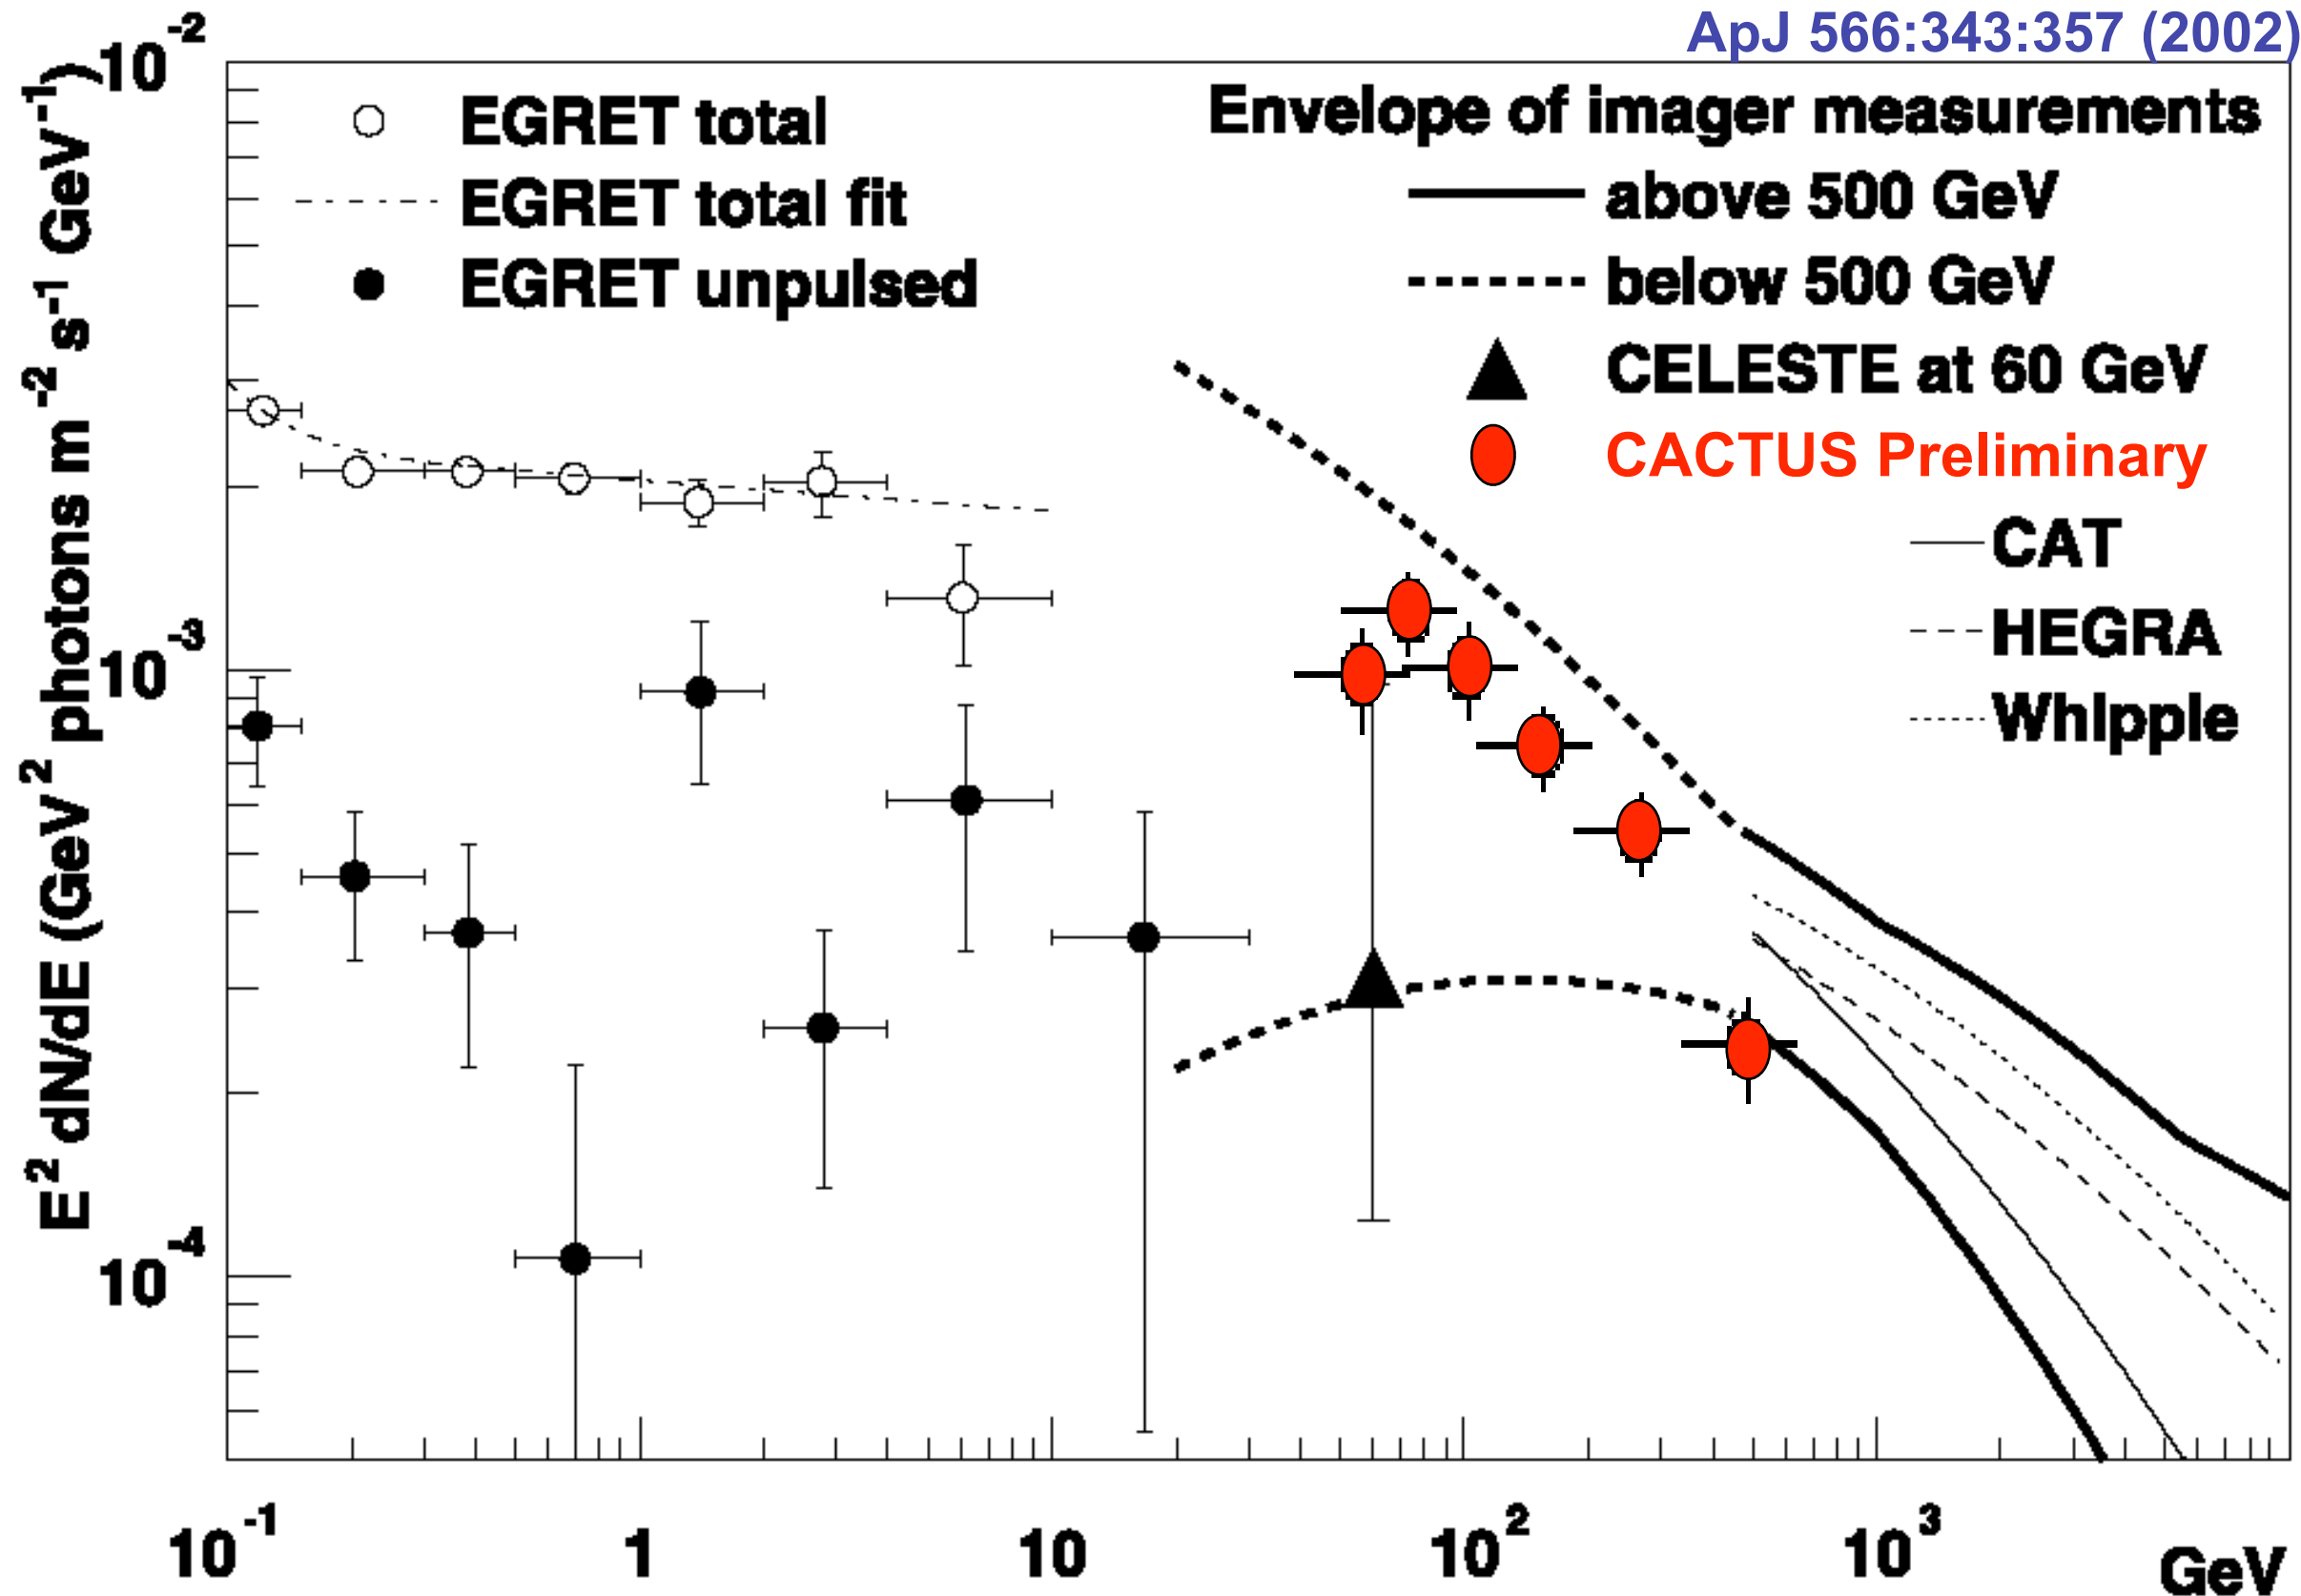 ApJ 566:343:357 (2002)
E² dN/dE (GeV² photons m⁻² s⁻¹ GeV⁻¹)
10⁻²
10⁻³
10⁻⁴
EGRET total
EGRET total fit
EGRET unpulsed
Envelope of imager measurements
above 500 GeV
below 500 GeV
CELESTE at 60 GeV
CACTUS Preliminary
CAT
HEGRA
Whipple
10⁻¹ 1 10 10² 10³ GeV